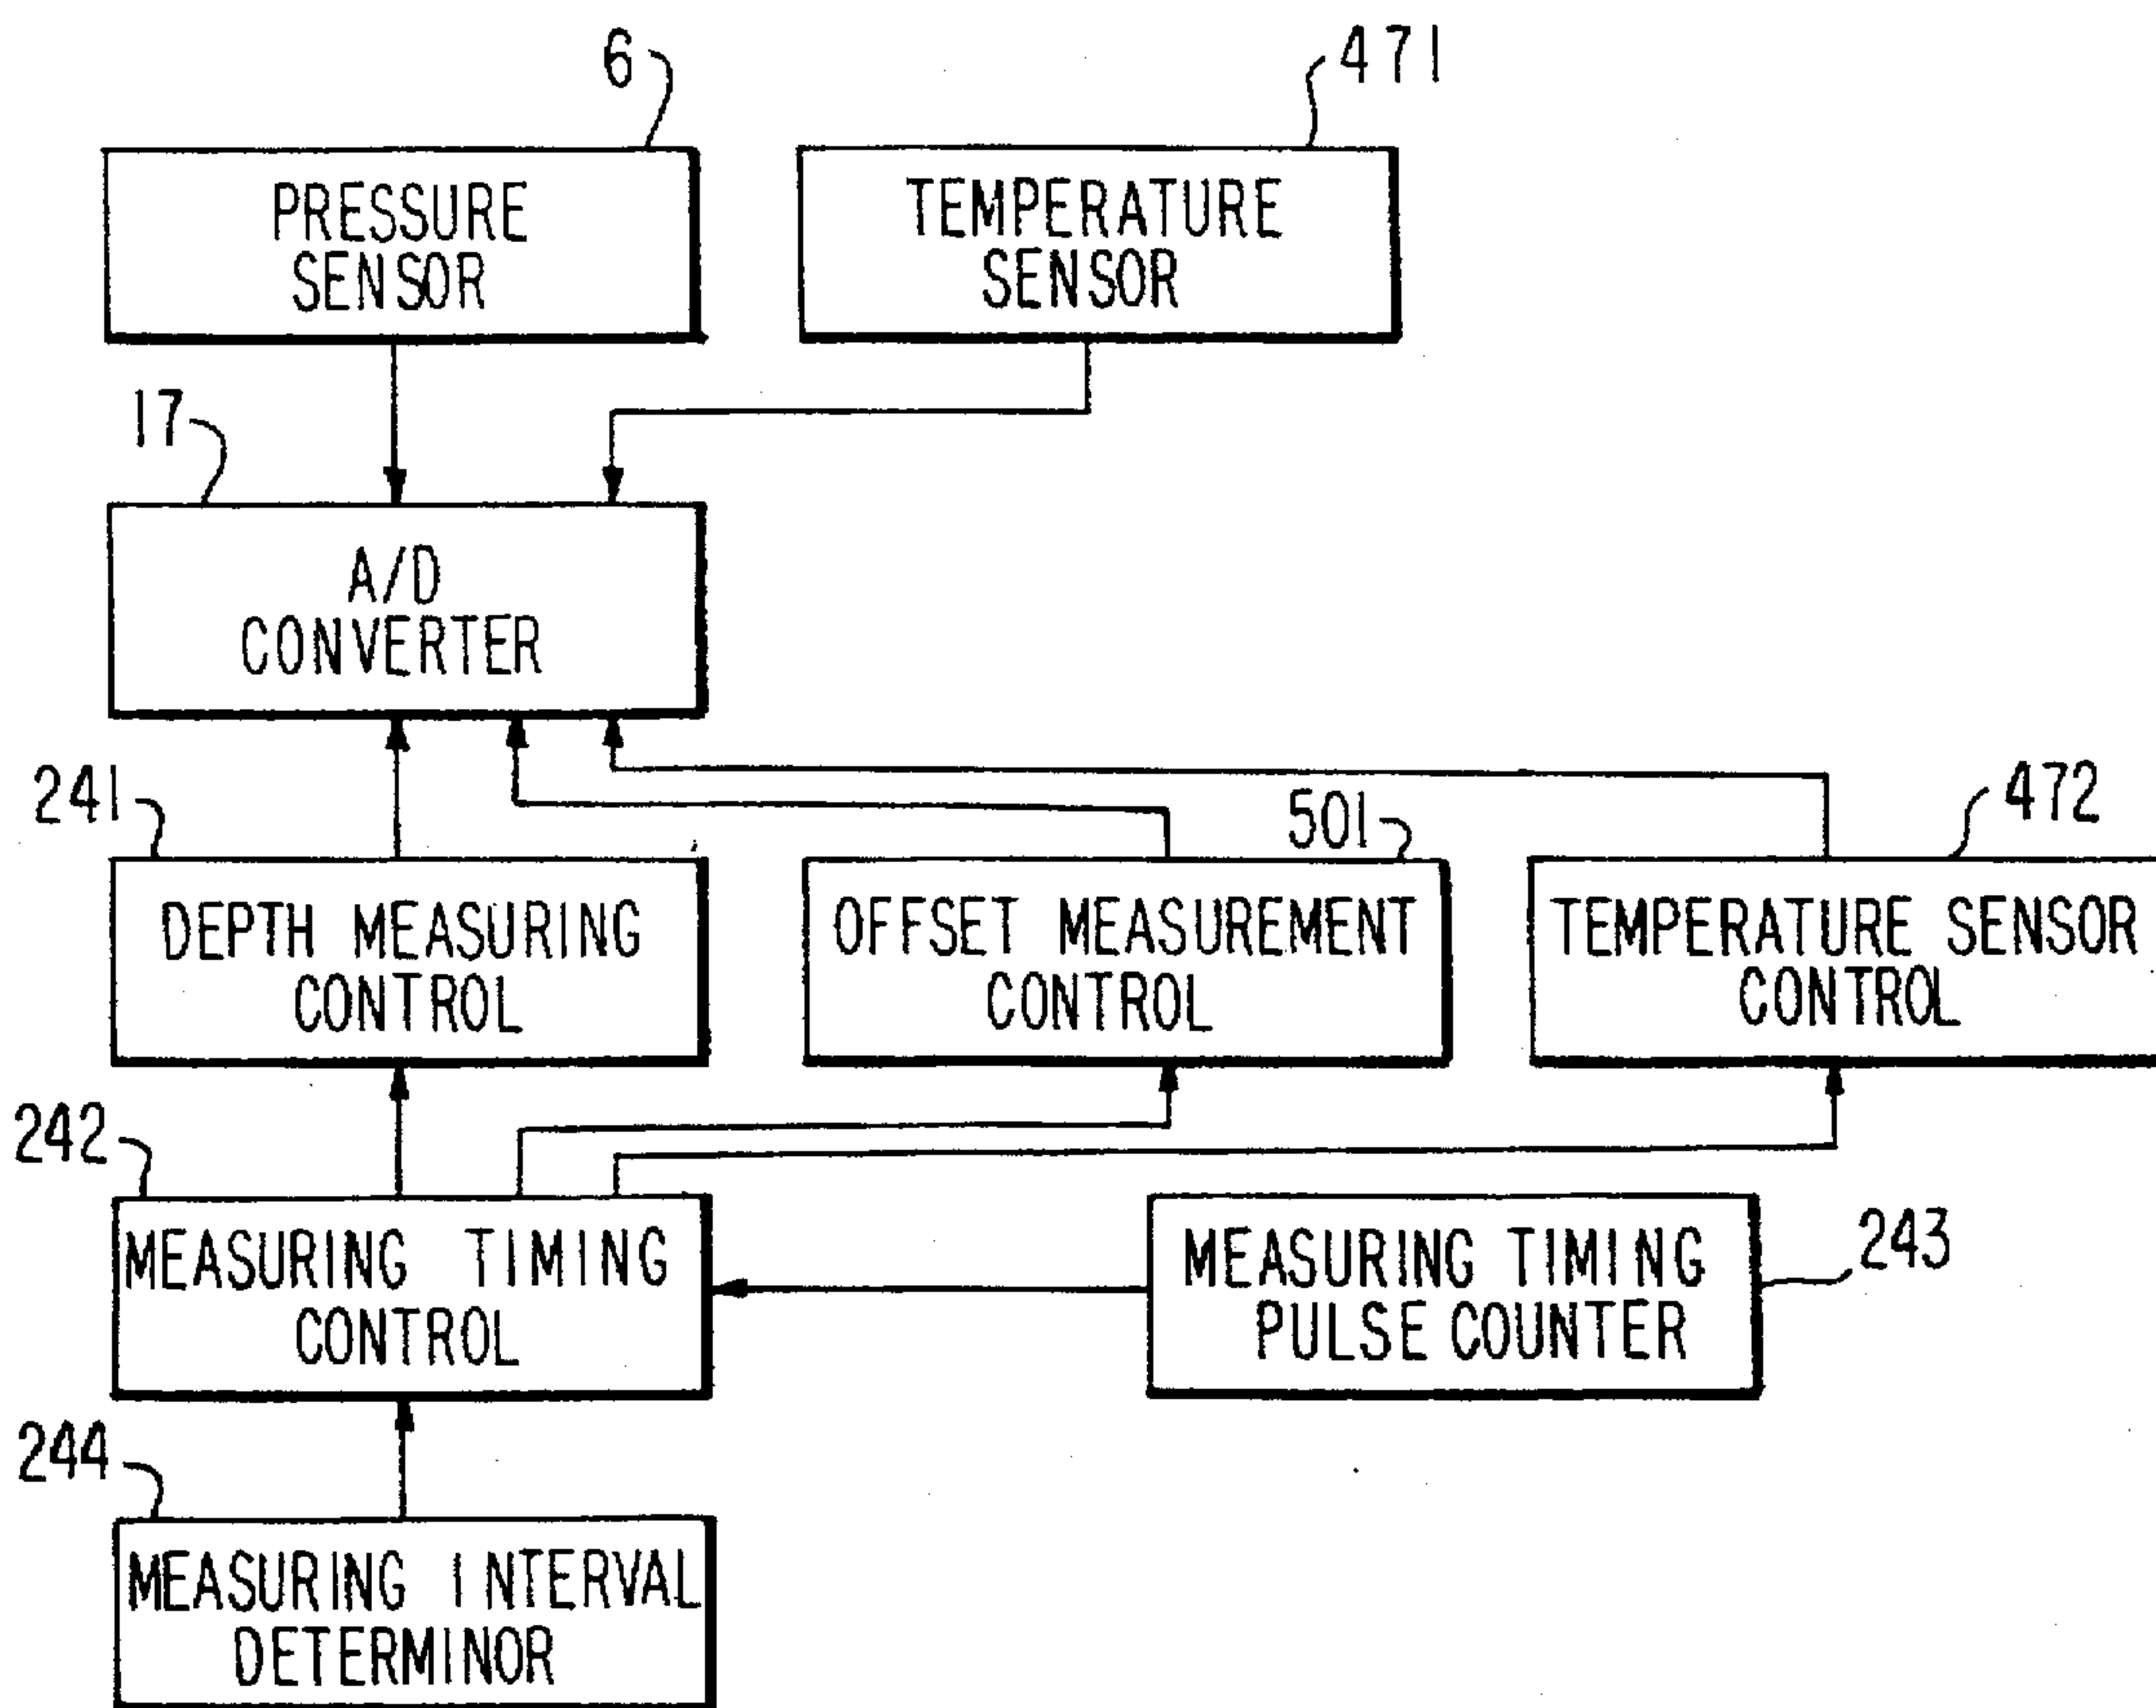 6
471
PRESSURE
SENSOR
TEMPERATURE
SENSOR
17
A/D
CONVERTER
241
501
472
DEPTH MEASURING
CONTROL
OFFSET MEASUREMENT
CONTROL
TEMPERATURE SENSOR
CONTROL
242
MEASURING TIMING
CONTROL
MEASURING TIMING
PULSE COUNTER
243
244
MEASURING INTERVAL
DETERMINOR